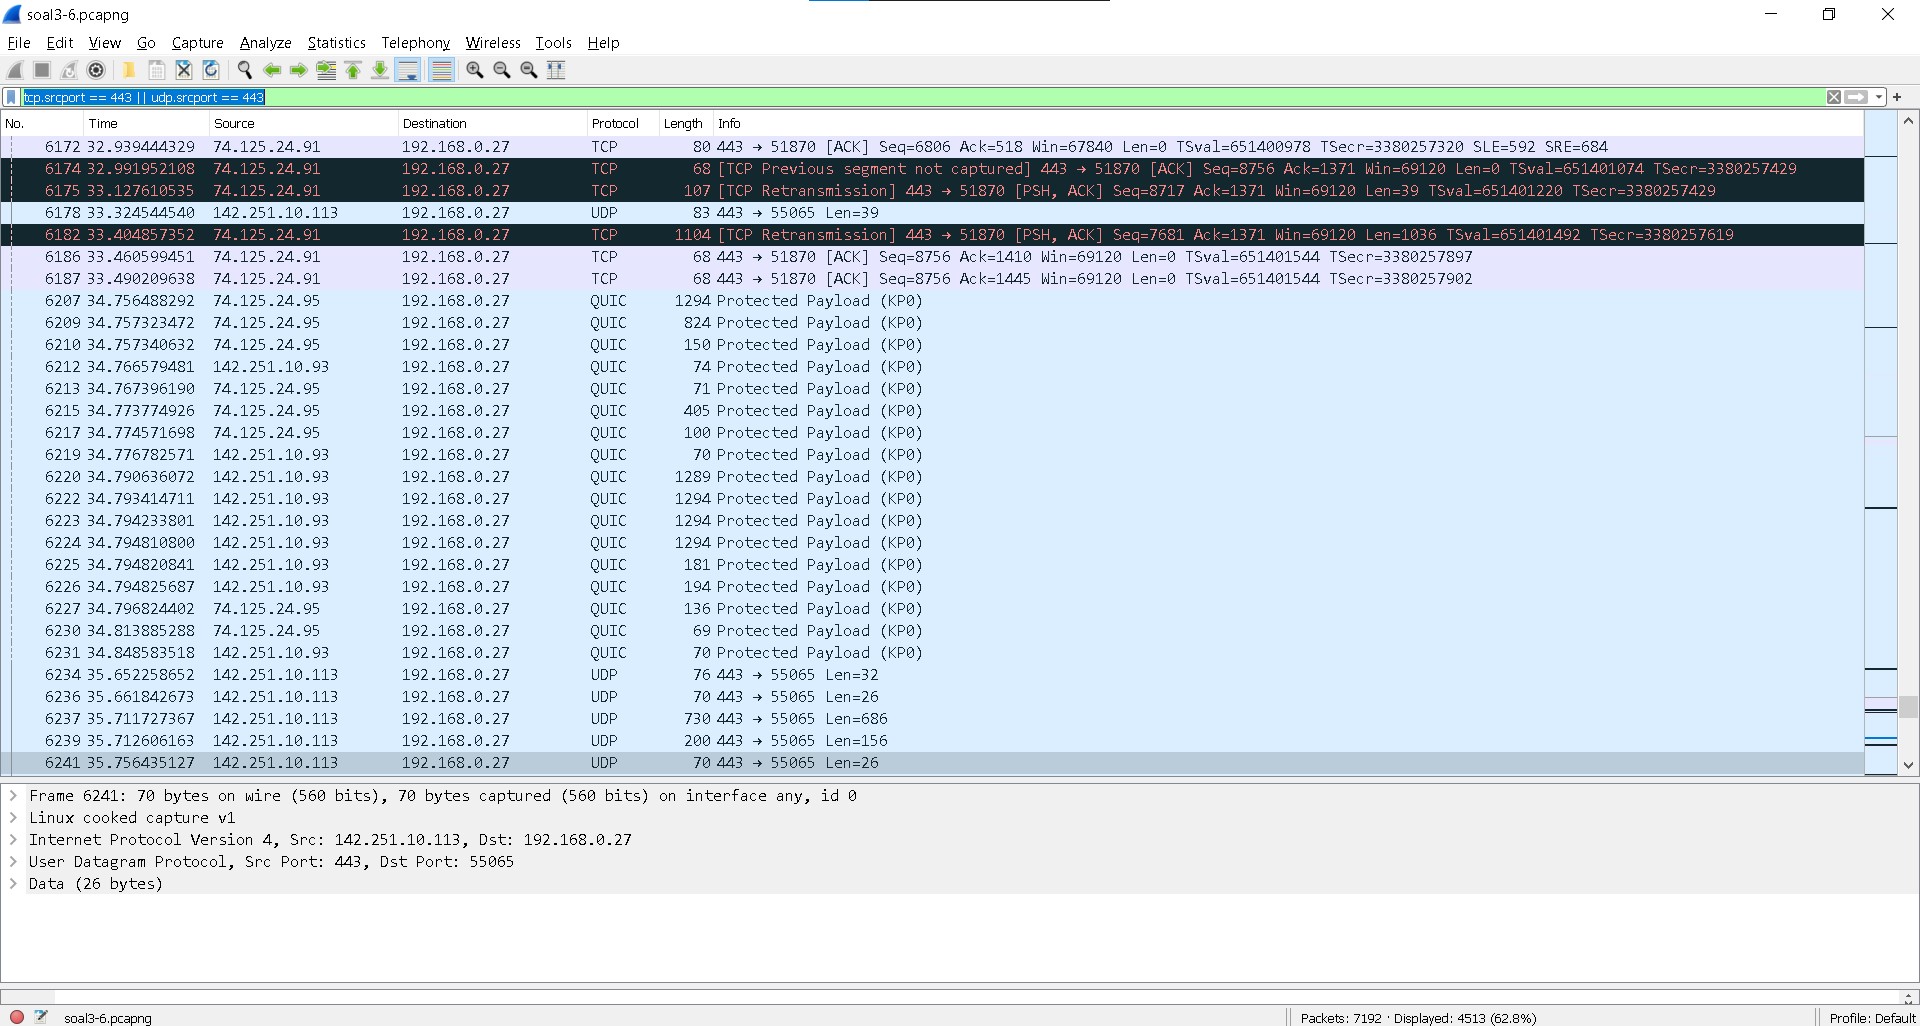 soal3-6.pcapng
File Edit View Go Capture Analyze Statistics Telephony Wireless Tools Help
tcp.srcport == 443 || udp.srcport == 443
No. Time Source Destination Protocol Length Info
6172 32.939444329 74.125.24.91 192.168.0.27 TCP 80 443 → 51870 [ACK] Seq=6806 Ack=518 Win=67840 Len=0 TSval=651400978 TSecr=3380257320 SLE=592 SRE=684
6174 32.991952108 74.125.24.91 192.168.0.27 TCP 68 [TCP Previous segment not captured] 443 → 51870 [ACK] Seq=8756 Ack=1371 Win=69120 Len=0 TSval=651401074 TSecr=3380257429
6175 33.127610535 74.125.24.91 192.168.0.27 TCP 107 [TCP Retransmission] 443 → 51870 [PSH, ACK] Seq=8717 Ack=1371 Win=69120 Len=39 TSval=651401220 TSecr=3380257429
6178 33.324544540 142.251.10.113 192.168.0.27 UDP 83 443 → 55065 Len=39
6182 33.404857352 74.125.24.91 192.168.0.27 TCP 1104 [TCP Retransmission] 443 → 51870 [PSH, ACK] Seq=7681 Ack=1371 Win=69120 Len=1036 TSval=651401492 TSecr=3380257619
6186 33.460599451 74.125.24.91 192.168.0.27 TCP 68 443 → 51870 [ACK] Seq=8756 Ack=1410 Win=69120 Len=0 TSval=651401544 TSecr=3380257897
6187 33.490209638 74.125.24.91 192.168.0.27 TCP 68 443 → 51870 [ACK] Seq=8756 Ack=1445 Win=69120 Len=0 TSval=651401544 TSecr=3380257902
6207 34.756488292 74.125.24.95 192.168.0.27 QUIC 1294 Protected Payload (KP0)
6209 34.757323472 74.125.24.95 192.168.0.27 QUIC 824 Protected Payload (KP0)
6210 34.757340632 74.125.24.95 192.168.0.27 QUIC 150 Protected Payload (KP0)
6212 34.766579481 142.251.10.93 192.168.0.27 QUIC 74 Protected Payload (KP0)
6213 34.767396190 74.125.24.95 192.168.0.27 QUIC 71 Protected Payload (KP0)
6215 34.773774926 74.125.24.95 192.168.0.27 QUIC 405 Protected Payload (KP0)
6217 34.774571698 74.125.24.95 192.168.0.27 QUIC 100 Protected Payload (KP0)
6219 34.776782571 142.251.10.93 192.168.0.27 QUIC 70 Protected Payload (KP0)
6220 34.790636072 142.251.10.93 192.168.0.27 QUIC 1289 Protected Payload (KP0)
6222 34.793414711 142.251.10.93 192.168.0.27 QUIC 1294 Protected Payload (KP0)
6223 34.794233801 142.251.10.93 192.168.0.27 QUIC 1294 Protected Payload (KP0)
6224 34.794810800 142.251.10.93 192.168.0.27 QUIC 1294 Protected Payload (KP0)
6225 34.794820841 142.251.10.93 192.168.0.27 QUIC 181 Protected Payload (KP0)
6226 34.794825687 142.251.10.93 192.168.0.27 QUIC 194 Protected Payload (KP0)
6227 34.796824402 74.125.24.95 192.168.0.27 QUIC 136 Protected Payload (KP0)
6230 34.813885288 74.125.24.95 192.168.0.27 QUIC 69 Protected Payload (KP0)
6231 34.848583518 142.251.10.93 192.168.0.27 QUIC 70 Protected Payload (KP0)
6234 35.652258652 142.251.10.113 192.168.0.27 UDP 76 443 → 55065 Len=32
6236 35.661842673 142.251.10.113 192.168.0.27 UDP 70 443 → 55065 Len=26
6237 35.711727367 142.251.10.113 192.168.0.27 UDP 730 443 → 55065 Len=686
6239 35.712606163 142.251.10.113 192.168.0.27 UDP 200 443 → 55065 Len=156
6241 35.756435127 142.251.10.113 192.168.0.27 UDP 70 443 → 55065 Len=26
Frame 6241: 70 bytes on wire (560 bits), 70 bytes captured (560 bits) on interface any, id 0
Linux cooked capture v1
Internet Protocol Version 4, Src: 142.251.10.113, Dst: 192.168.0.27
User Datagram Protocol, Src Port: 443, Dst Port: 55065
Data (26 bytes)
soal3-6.pcapng Packets: 7192 · Displayed: 4513 (62.8%) Profile: Default